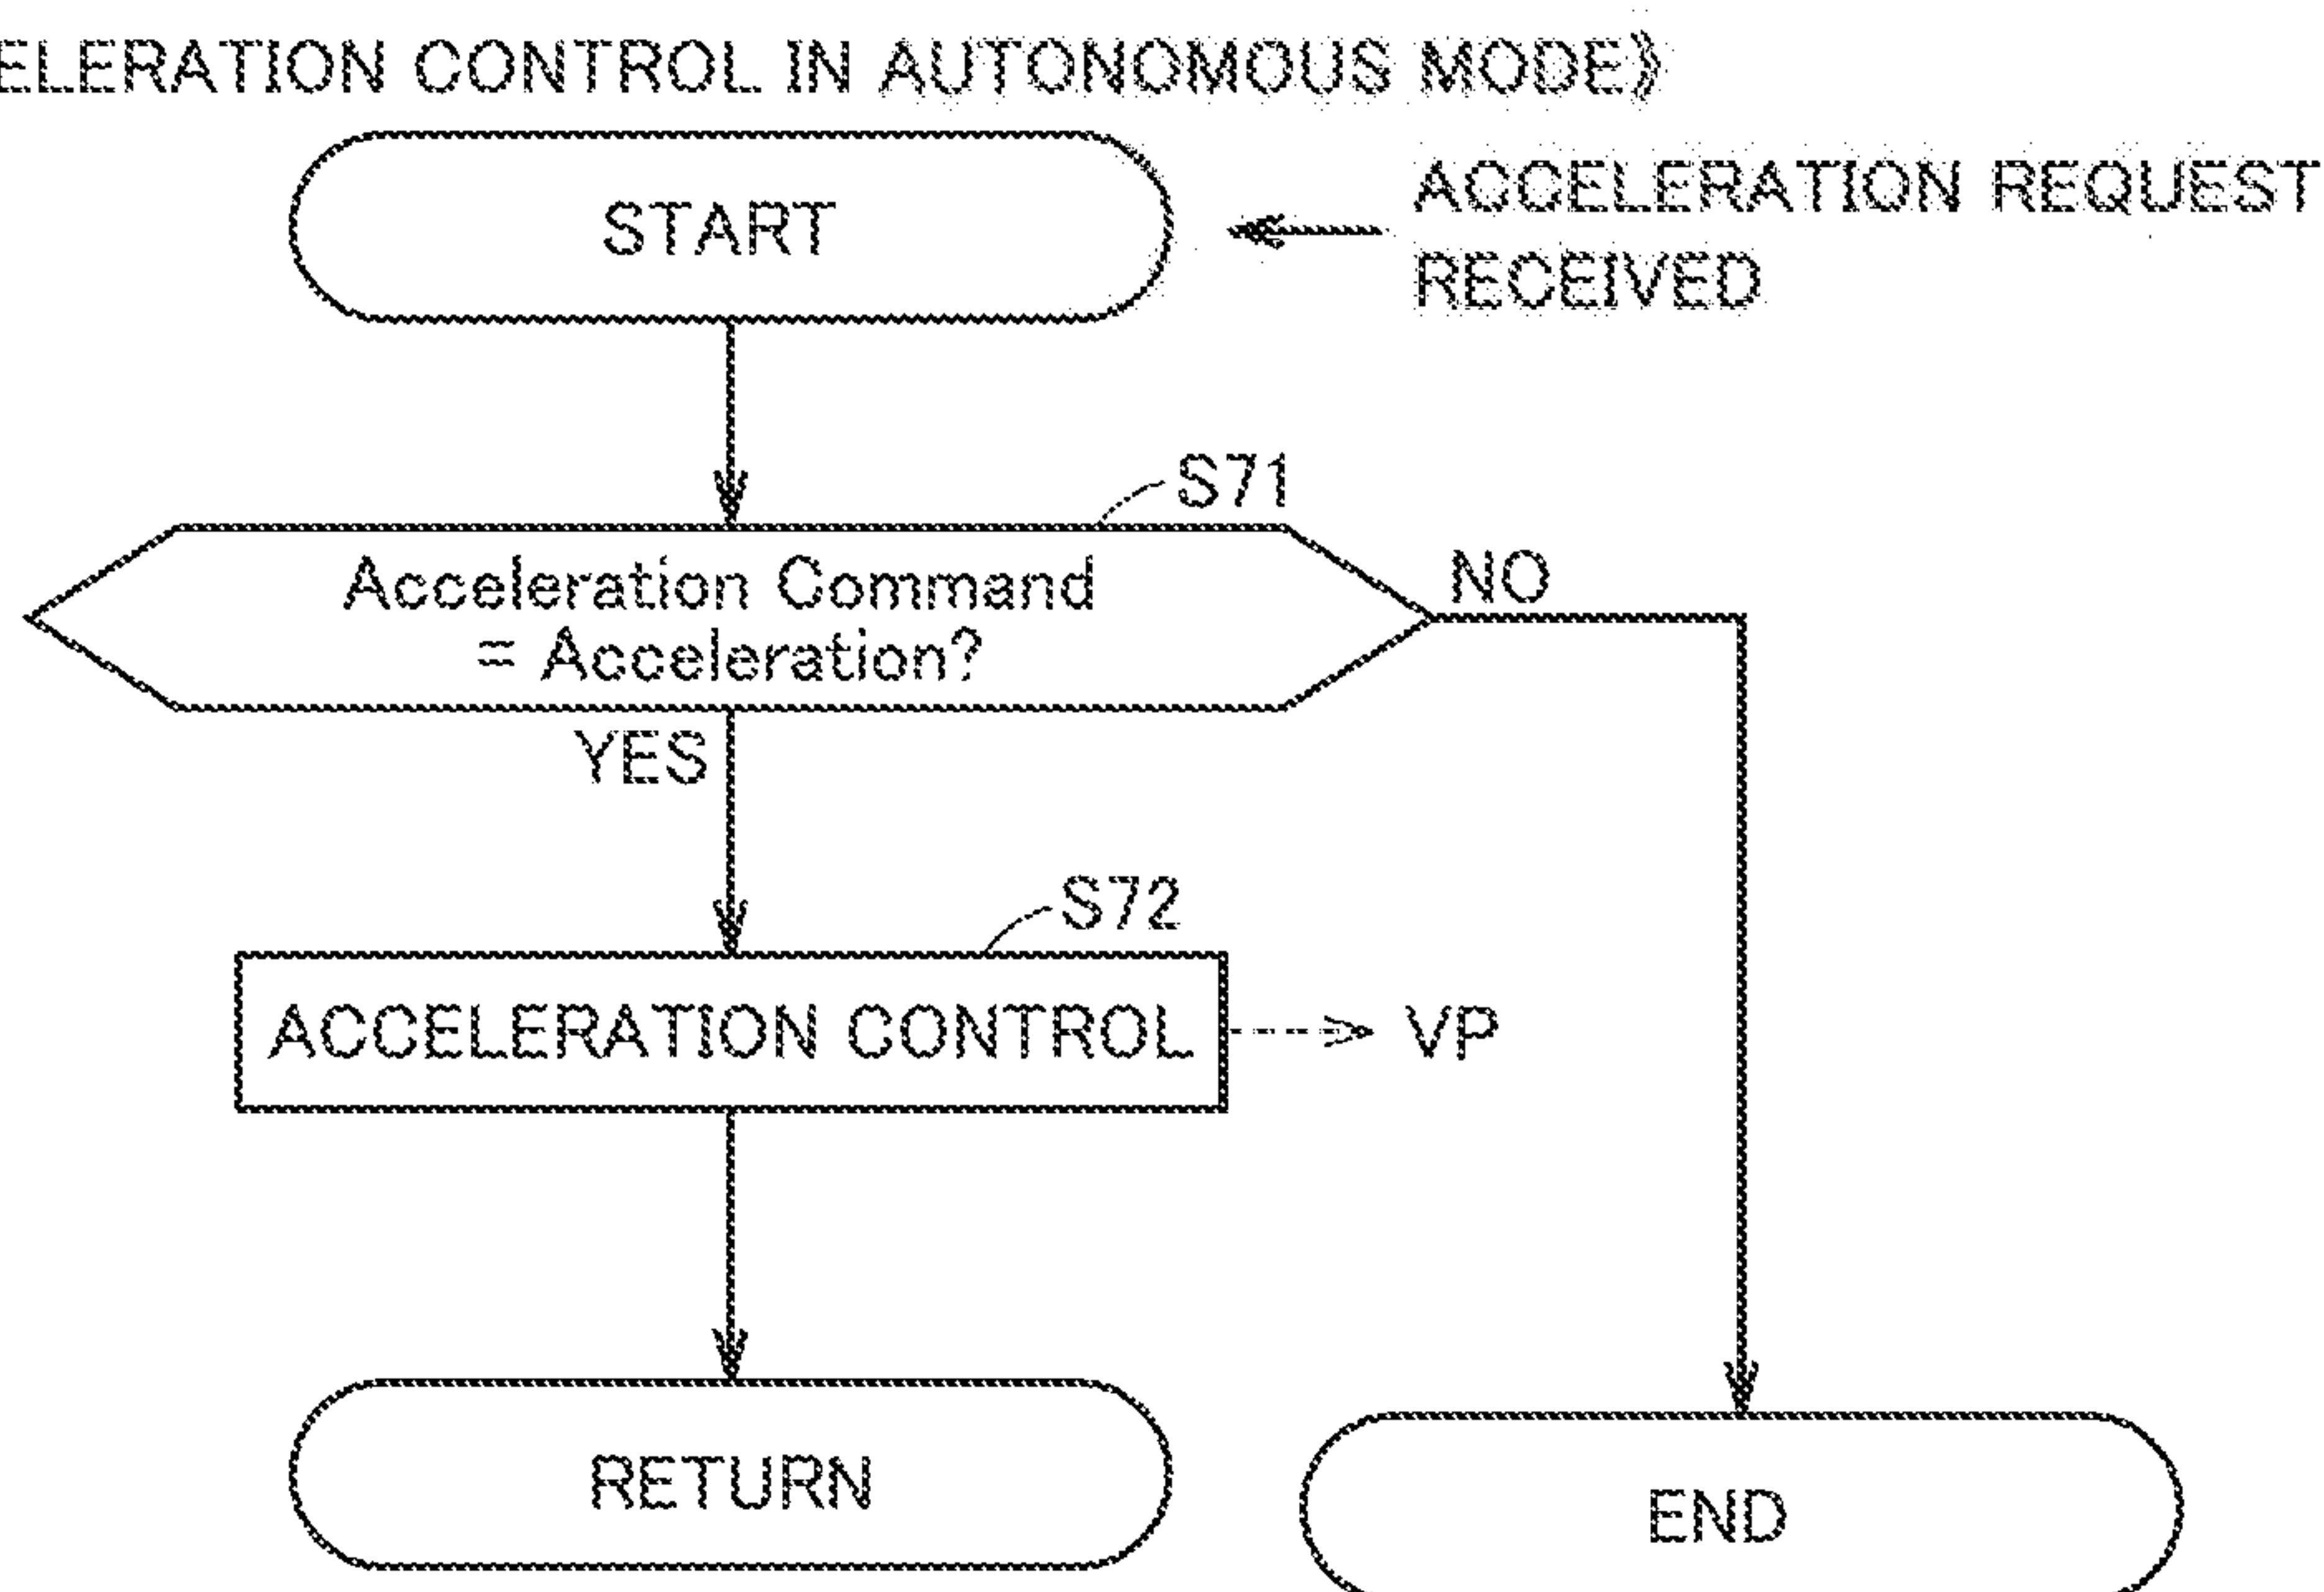 ELERATION CONTROL IN AUTONOMOUS MODE》
START
ACCELERATION REQUEST
RECEIVED
S71
Acceleration Command
= Acceleration?
NO
YES
S72
ACCELERATION CONTROL
VP
RETURN
END